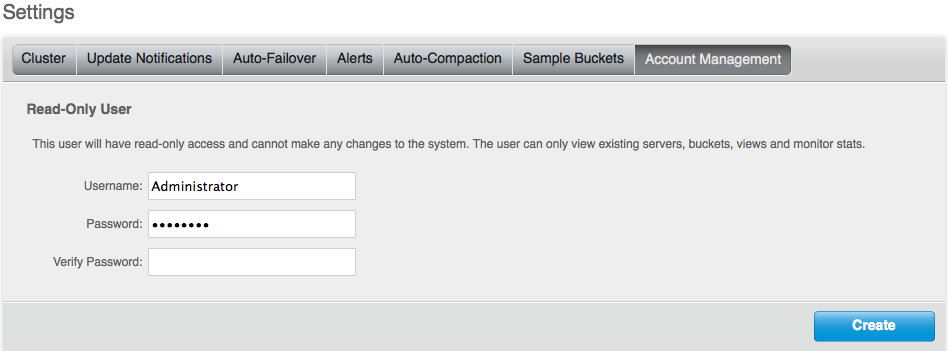 Settings
Cluster Update Notifications Auto-Failover Alerts Auto-Compaction Sample Buckets Account Management
Read-Only User
This user will have read-only access and cannot make any changes to the system. The user can only view existing servers, buckets, views and monitor stats.
Username: Administrator
Password: ••••••••
Verify Password:
Create